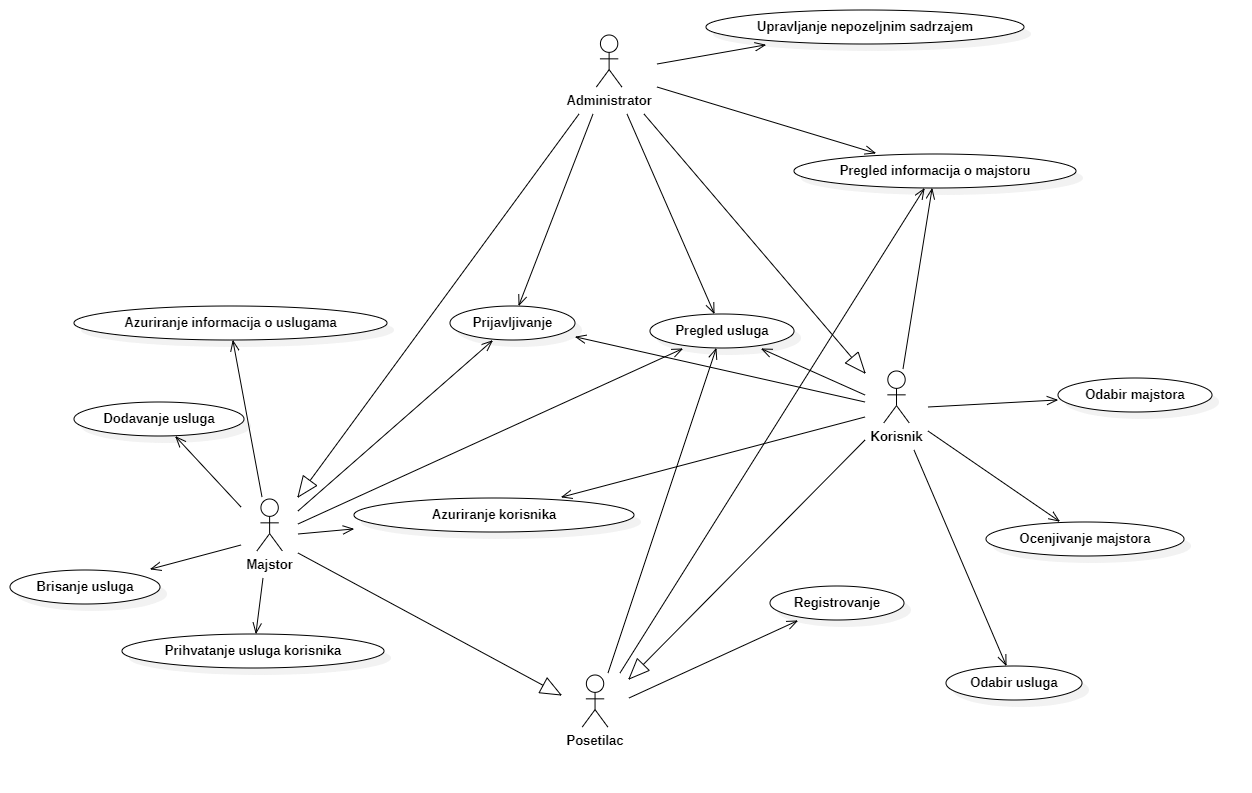 Upravljanje nepozeljnim sadrzajem
Administrator
Pregled informacija o majstoru
Azuriranje informacija o uslugama
Prijavljivanje
Pregled usluga
Odabir majstora
Dodavanje usluga
Korisnik
Azuriranje korisnika
Ocenjivanje majstora
Majstor
Brisanje usluga
Registrovanje
Prihvatanje usluga korisnika
Odabir usluga
Posetilac